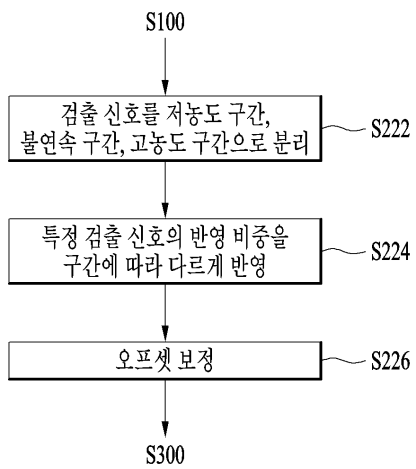 S100
검출 신호를 저농도 구간,
불연속 구간, 고농도 구간으로 분리
S222
특정 검출 신호의 반영 비중을
구간에 따라 다르게 반영
S224
오프셋 보정
S226
S300